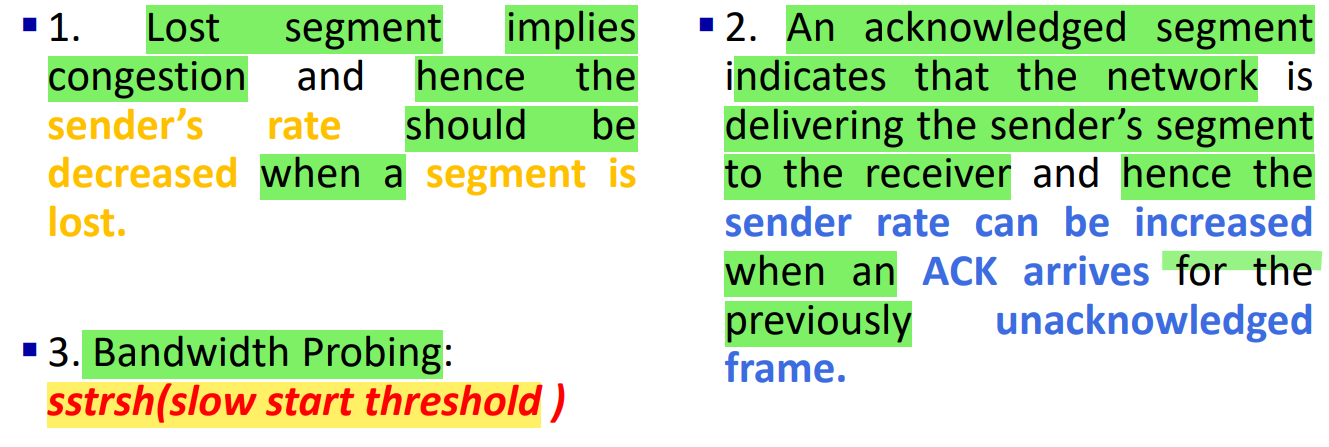 ▪ 1. Lost segment implies
congestion and hence the
sender’s rate should be
decreased when a segment is
lost.
▪ 2. An acknowledged segment
indicates that the network is
delivering the sender’s segment
to the receiver and hence the
sender rate can be increased
when an ACK arrives for the
previously unacknowledged
frame.
▪ 3. Bandwidth Probing:
sstrsh(slow start threshold )